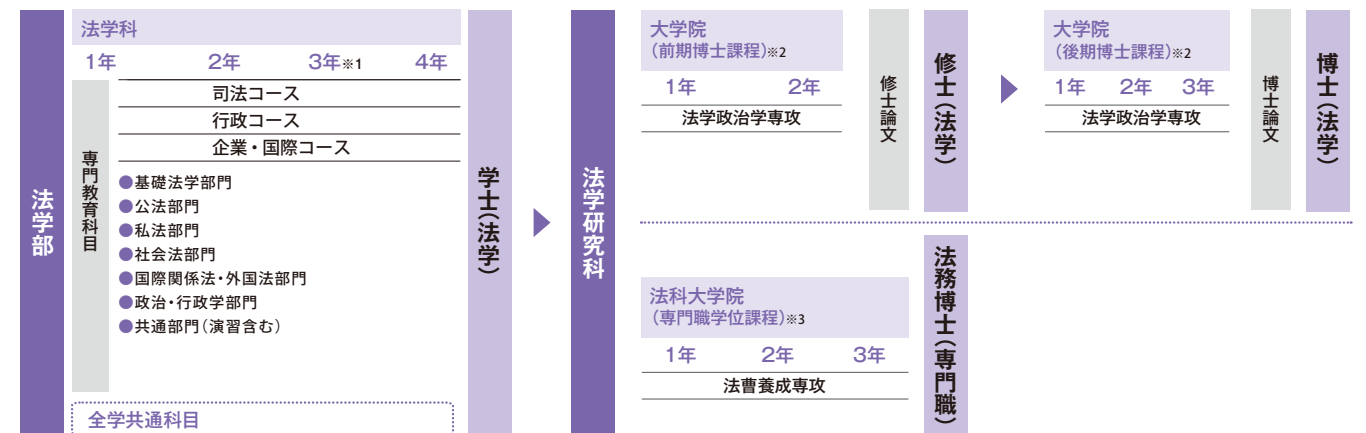 法学部
法学科
1年 2年 3年※1 4年
専門教育科目
司法コース
行政コース
企業・国際コース
●基礎法学部門
●公法部門
●私法部門
●社会法部門
●国際関係法・外国法部門
●政治・行政学部門
●共通部門（演習含む）
全学共通科目
学士（法学）
法学研究科
大学院
（前期博士課程）※2
1年 2年
法学政治学専攻
修士論文
修士（法学）
大学院
（後期博士課程）※2
1年 2年 3年
法学政治学専攻
博士論文
博士（法学）
法科大学院
（専門職学位課程）※3
1年 2年 3年
法曹養成専攻
法務博士（専門職）